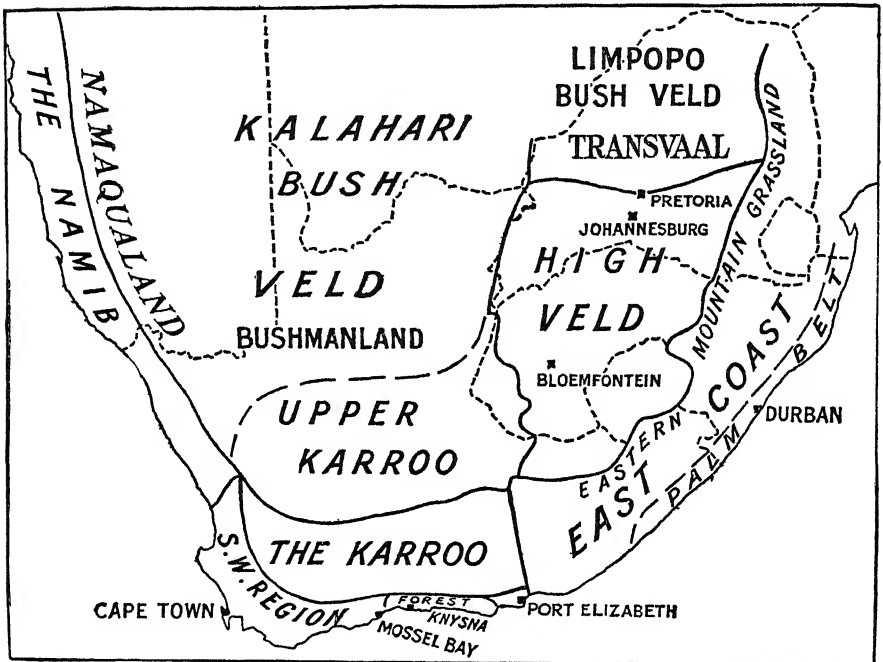 THE NAMIB
NAMAQUALAND
KALAHARI
BUSH
VELD
BUSHMANLAND
LIMPOPO
BUSH VELD
TRANSVAAL
PRETORIA
JOHANNESBURG
HIGH
VELD
BLOEMFONTEIN
EASTERN MOUNTAIN GRASSLAND
EAST COAST
PALM BELT
DURBAN
UPPER
KARROO
THE KARROO
S.W. REGION
CAPE TOWN
FOREST
KNYSNA
MOSSEL BAY
PORT ELIZABETH